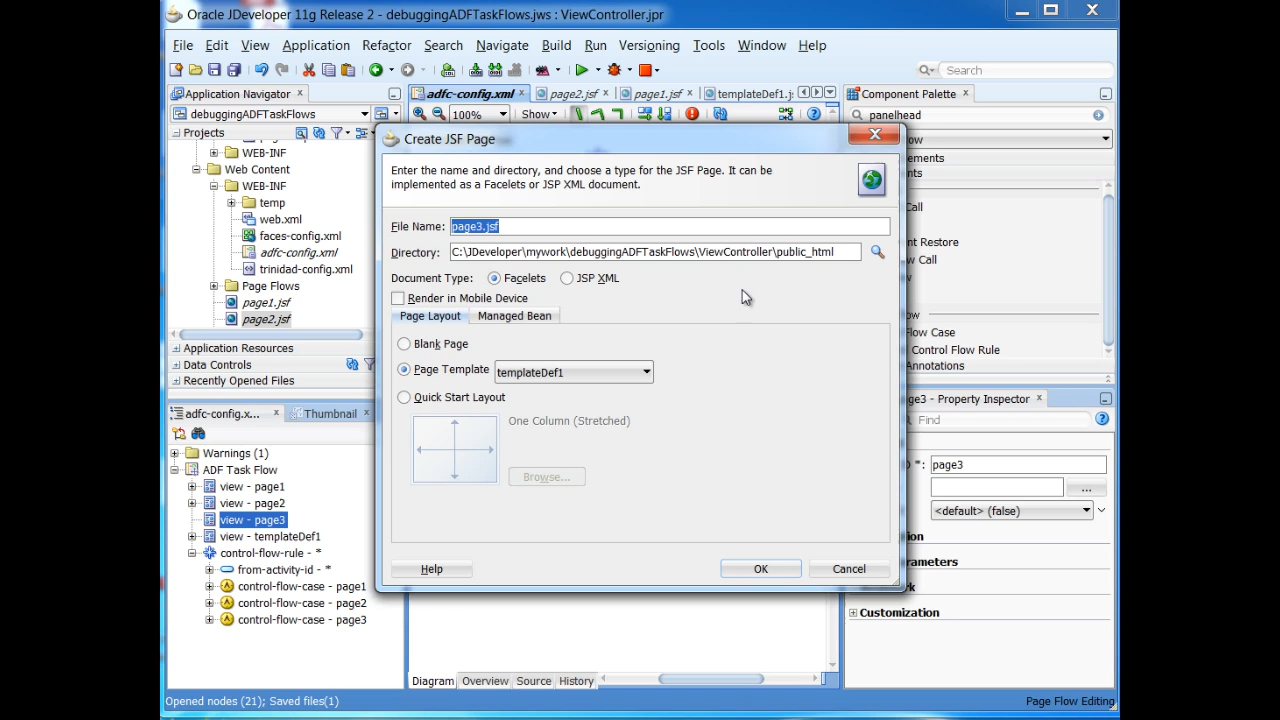 Oracle JDeveloper 11g Release 2 - debuggingADFTaskFlows.jws : ViewController.jpr
File Edit View Application Refactor Search Navigate Build Run Versioning Tools Window Help
Search
Application Navigator
adfc-config.xml page2.jsf page1.jsf templateDef1.j
Component Palette
debuggingADFTaskFlows
100% Show
panelhead
Projects
Create JSF Page
WEB-INF
Web Content
WEB-INF
temp
web.xml
faces-config.xml
adfc-config.xml
trinidad-config.xml
Page Flows
page1.jsf
page2.jsf
Application Resources
Data Controls
Recently Opened Files
Enter the name and directory, and choose a type for the JSF Page. It can be
implemented as a Facelets or JSP XML document.
File Name: page3.jsf
Directory: C:\JDeveloper\mywork\debuggingADFTaskFlows\ViewController\public_html
Document Type: Facelets JSP XML
Render in Mobile Device
Page Layout Managed Bean
Blank Page
Page Template templateDef1
Quick Start Layout
One Column (Stretched)
Browse...
Help OK Cancel
ow
ements
nts
Call
ent Restore
Call
ow
Flow Case
Control Flow Rule
Annotations
ge3 - Property Inspector
Find
*: page3
...
<default> (false)
ion
rameters
rk
Customization
adfc-config.x... Thumbnail
Warnings (1)
ADF Task Flow
view - page1
view - page2
view - page3
view - templateDef1
control-flow-rule - *
from-activity-id - *
control-flow-case - page1
control-flow-case - page2
control-flow-case - page3
Diagram Overview Source History
Opened nodes (21); Saved files(1)
Page Flow Editing